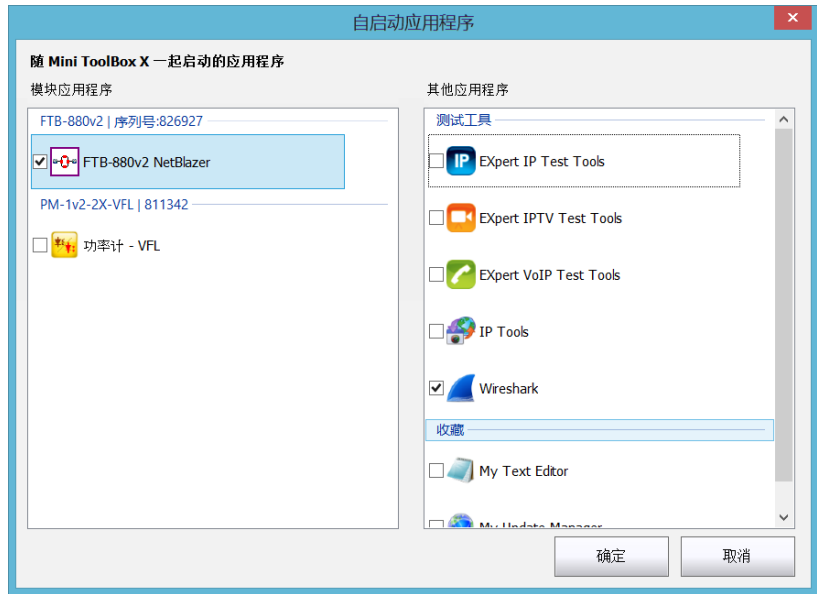 自启动应用程序
随 Mini ToolBox X 一起启动的应用程序
模块应用程序
FTB-880v2 | 序列号:826927
FTB-880v2 NetBlazer
PM-1v2-2X-VFL | 811342
功率计 - VFL
其他应用程序
测试工具
IP
EXpert IP Test Tools
EXpert IPTV Test Tools
EXpert VoIP Test Tools
IP Tools
Wireshark
收藏
My Text Editor
My Update Manager
确定
取消